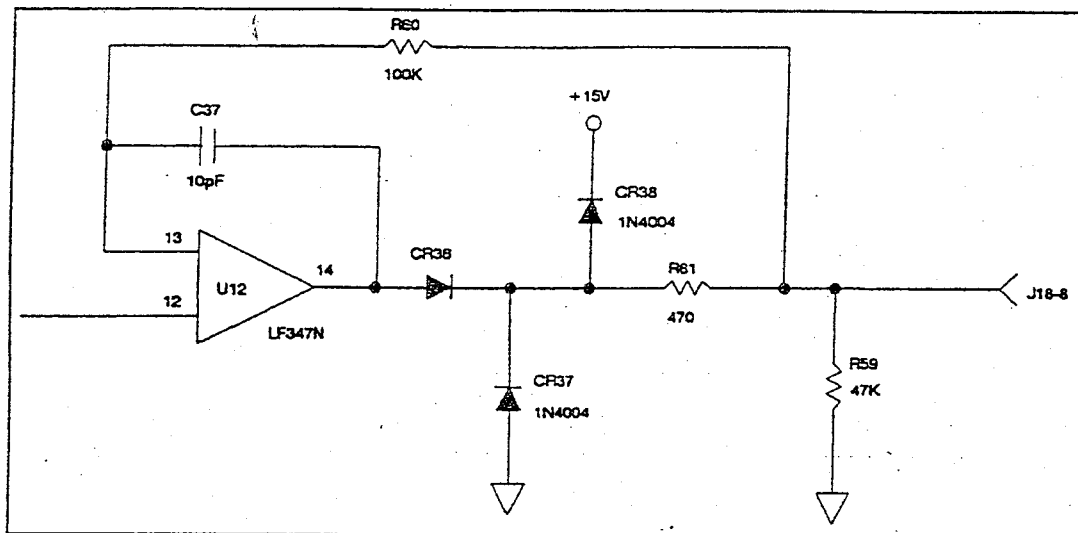 R60
100K
C37
10pF
+15V
CR38
1N4004
13
14
CR36
U12
12
LF347N
R61
470
J18-8
CR37
1N4004
R59
47K